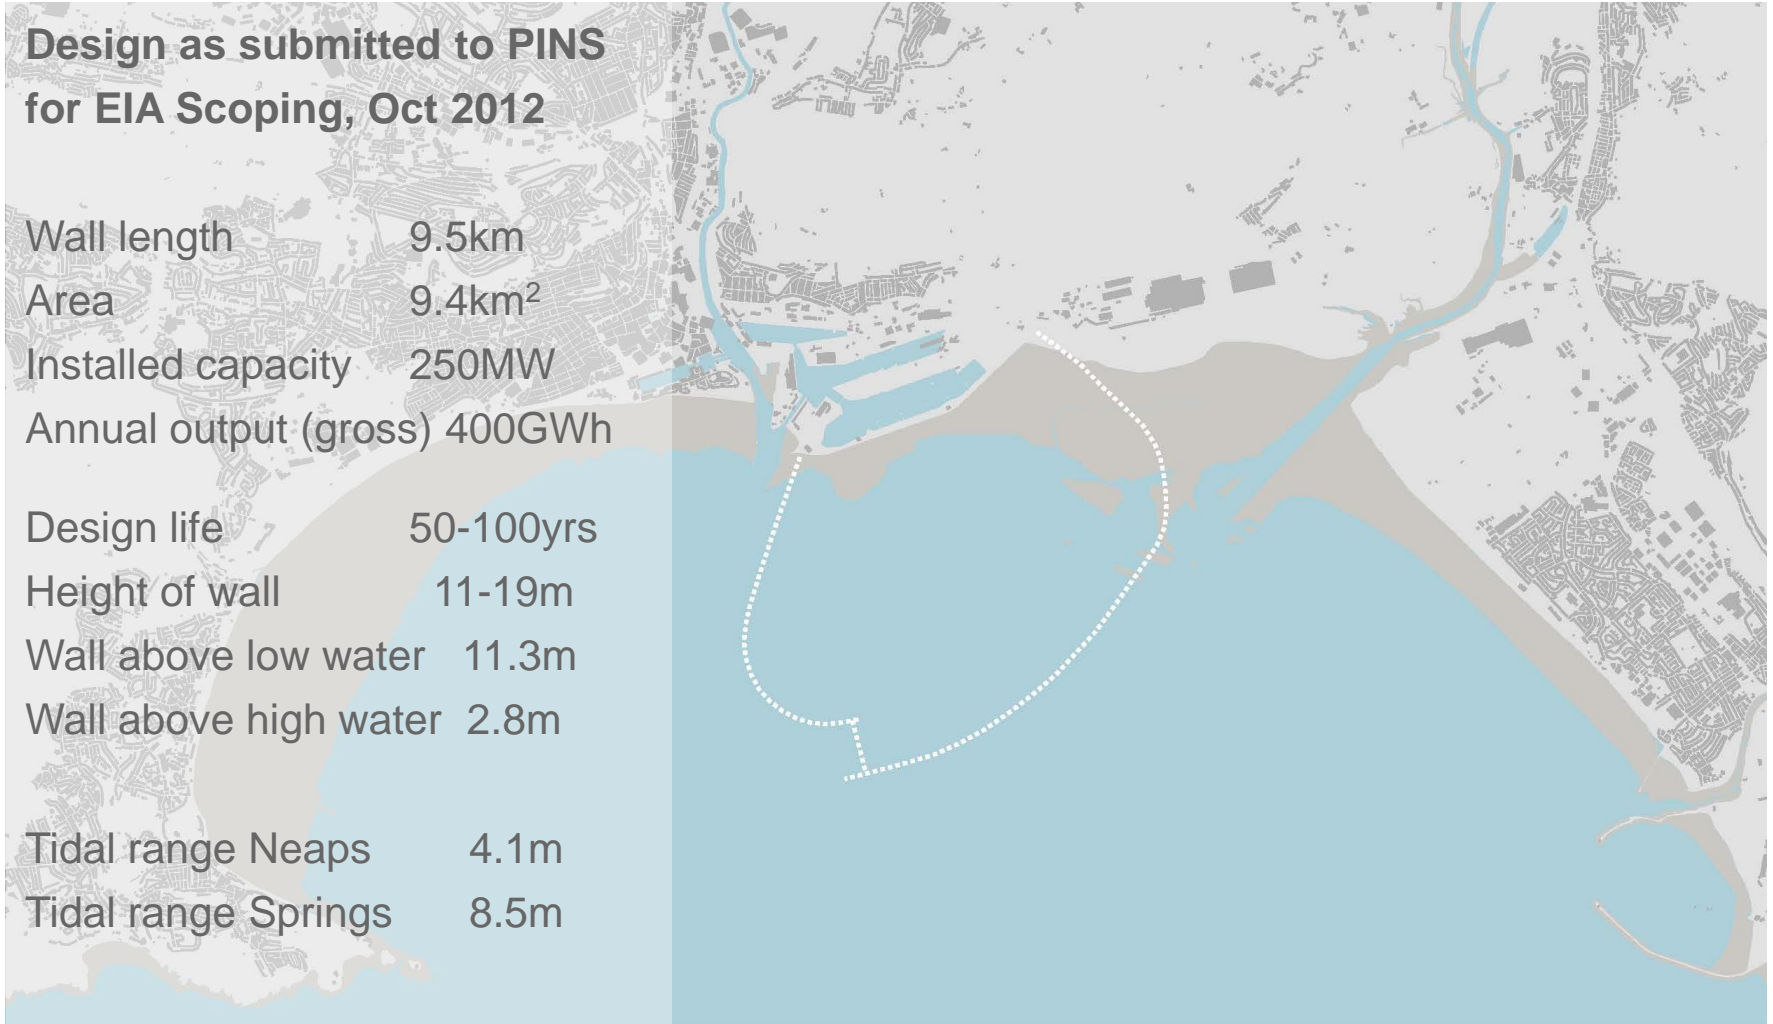 Design as submitted to PINS
for EIA Scoping, Oct 2012
Wall length 9.5km
Area 9.4km²
Installed capacity 250MW
Annual output (gross) 400GWh
Design life 50-100yrs
Height of wall 11-19m
Wall above low water 11.3m
Wall above high water 2.8m
Tidal range Neaps 4.1m
Tidal range Springs 8.5m